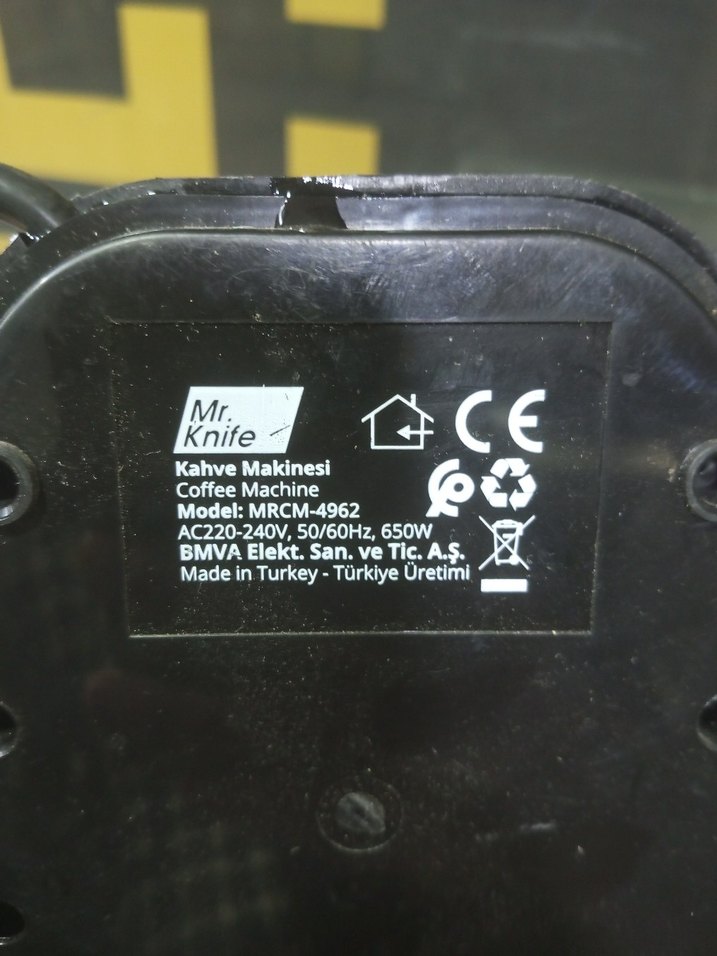 Mr.
Knife
CE
Kahve Makinesi
Coffee Machine
Model: MRCM-4962
AC220-240V, 50/60Hz, 650W
BMVA Elekt. San. ve Tic. A.Ş.
Made in Turkey - Türkiye Üretimi